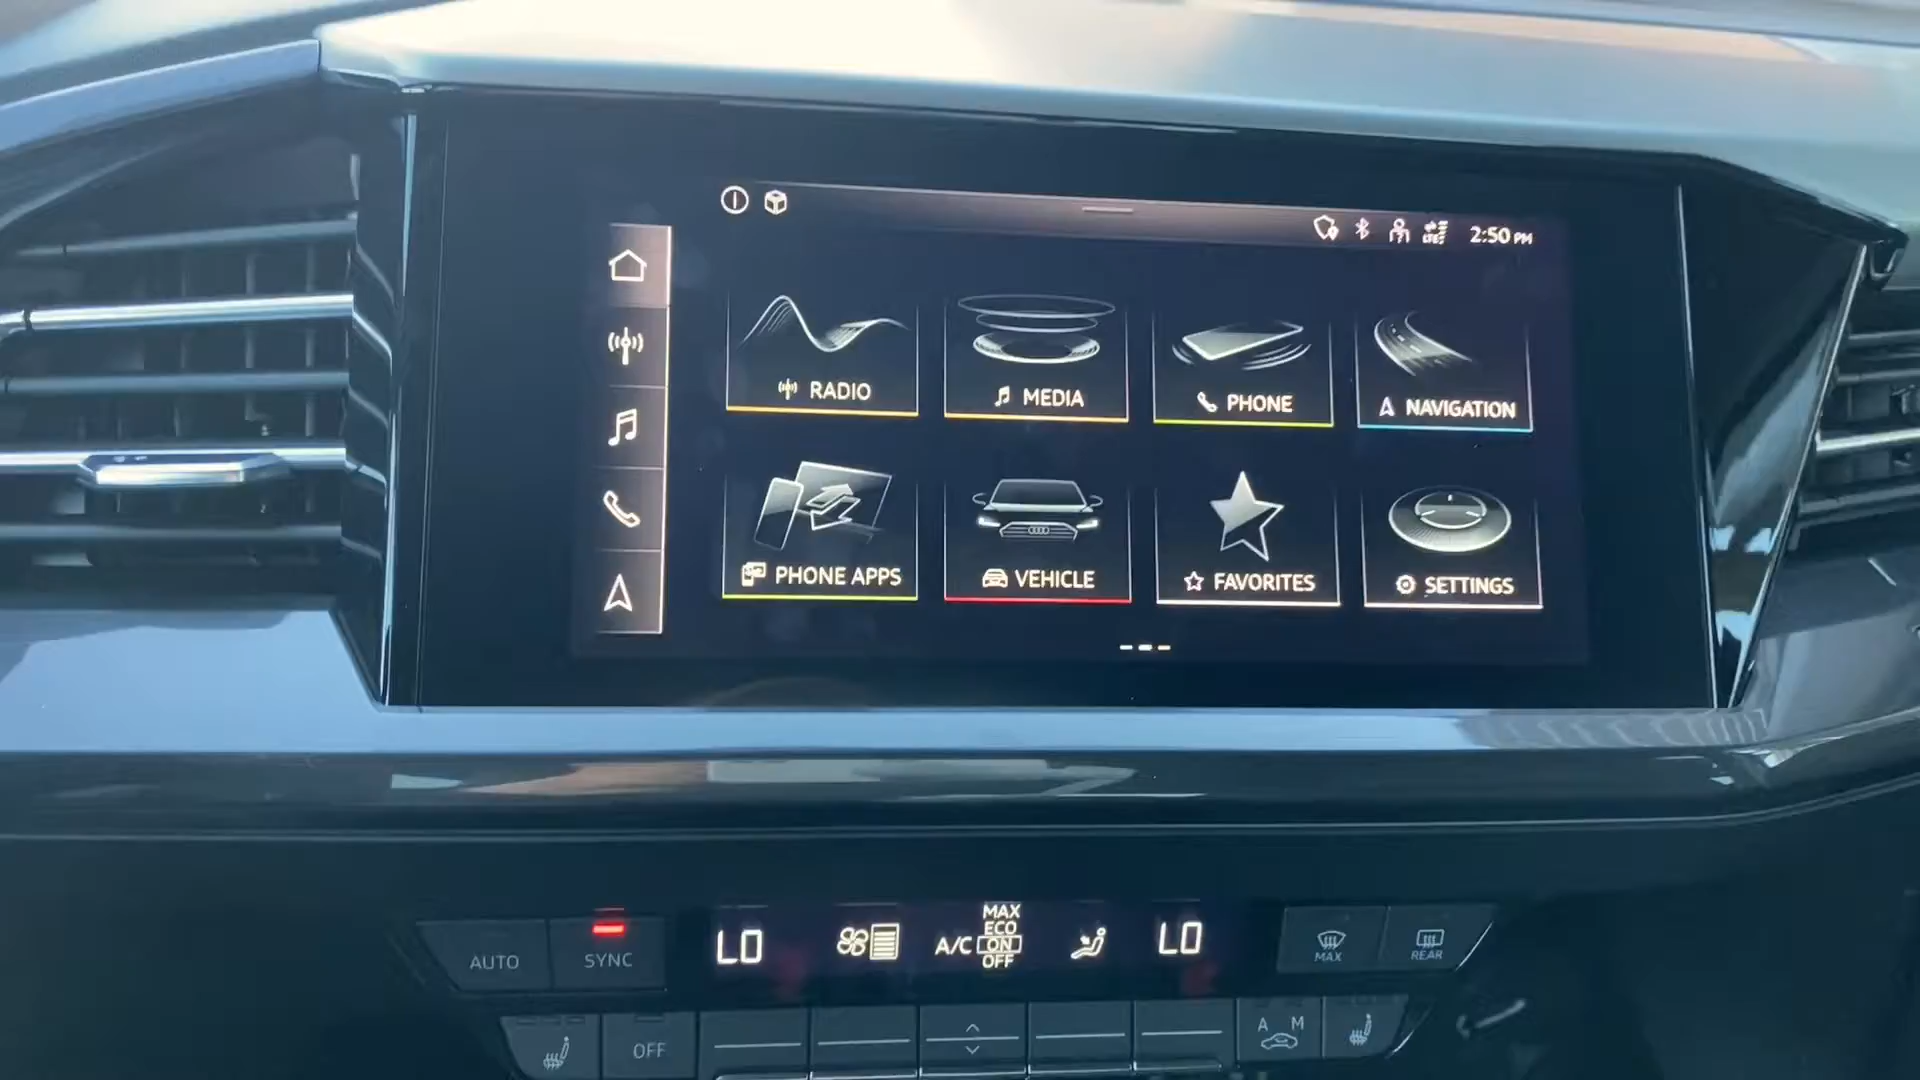 2:50 PM
LTE
RADIO
MEDIA
PHONE
NAVIGATION
PHONE APPS
VEHICLE
FAVORITES
SETTINGS
AUTO
SYNC
LO
A/C
MAX
ECO
ON
OFF
LO
MAX
REAR
OFF
A M